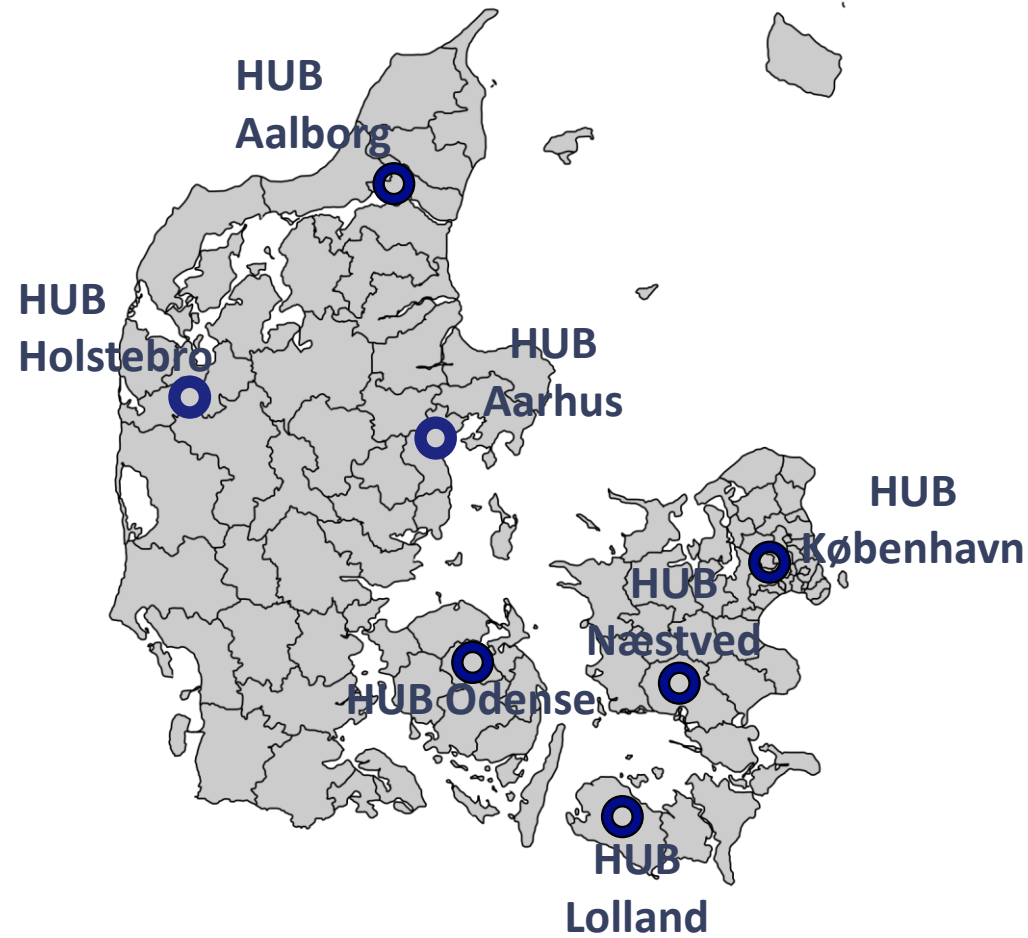 HUB
Aalborg
HUB
Holstebro
HUB
Aarhus
HUB
København
HUB
Næstved
HUB Odense
HUB
Lolland